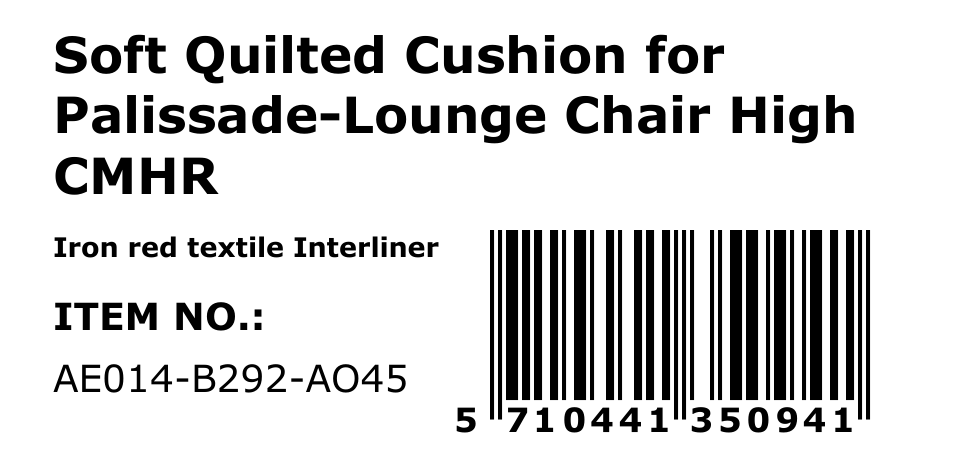 Soft Quilted Cushion for
Palissade-Lounge Chair High
CMHR
Iron red textile Interliner
ITEM NO.:
AE014-B292-AO45
5 710441 350941